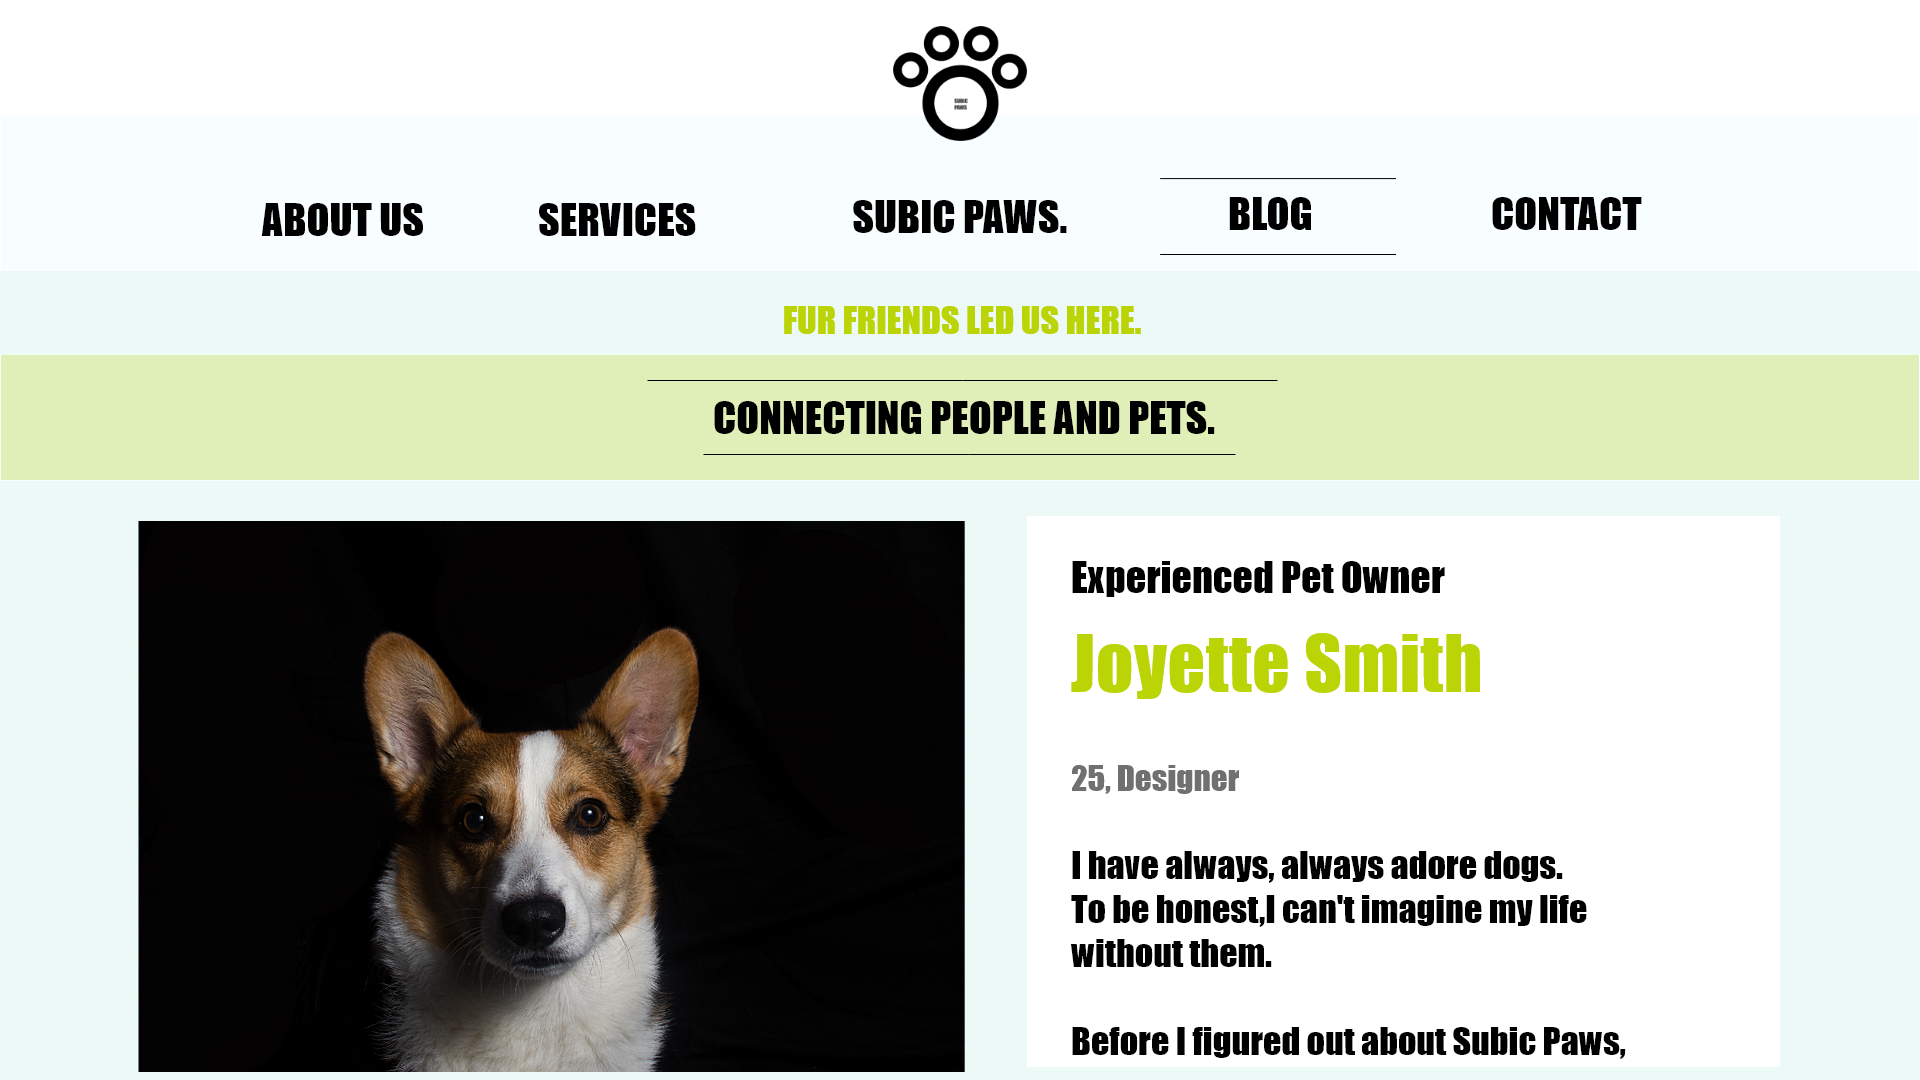 SUBIC
PAWS
ABOUT US
SERVICES
SUBIC PAWS.
BLOG
CONTACT
FUR FRIENDS LED US HERE.
CONNECTING PEOPLE AND PETS.
Experienced Pet Owner
Joyette Smith
25, Designer
I have always, always adore dogs.
To be honest,I can't imagine my life
without them.
Before I figured out about Subic Paws,